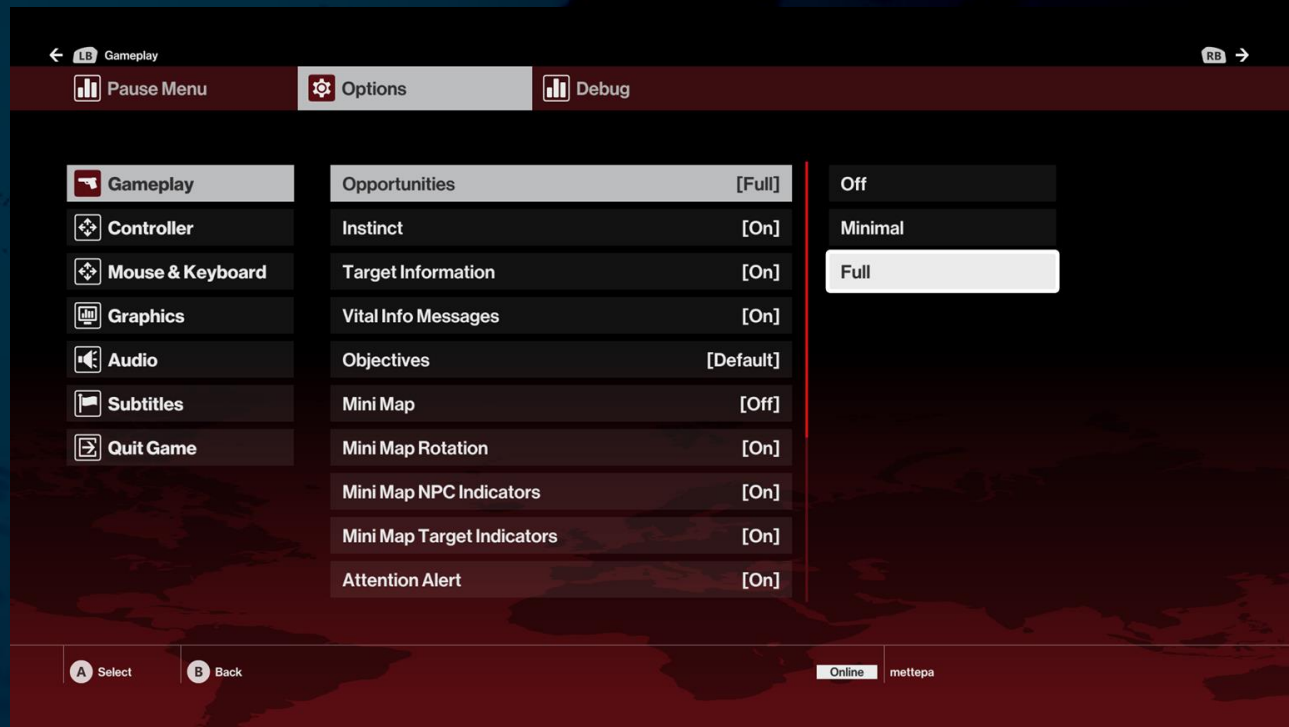 ← LB Gameplay
RB →
Pause Menu
Options
Debug
Gameplay
Controller
Mouse & Keyboard
Graphics
Audio
Subtitles
Quit Game
Opportunities [Full]
Instinct [On]
Target Information [On]
Vital Info Messages [On]
Objectives [Default]
Mini Map [Off]
Mini Map Rotation [On]
Mini Map NPC Indicators [On]
Mini Map Target Indicators [On]
Attention Alert [On]
Off
Minimal
Full
A Select
B Back
Online mettepa